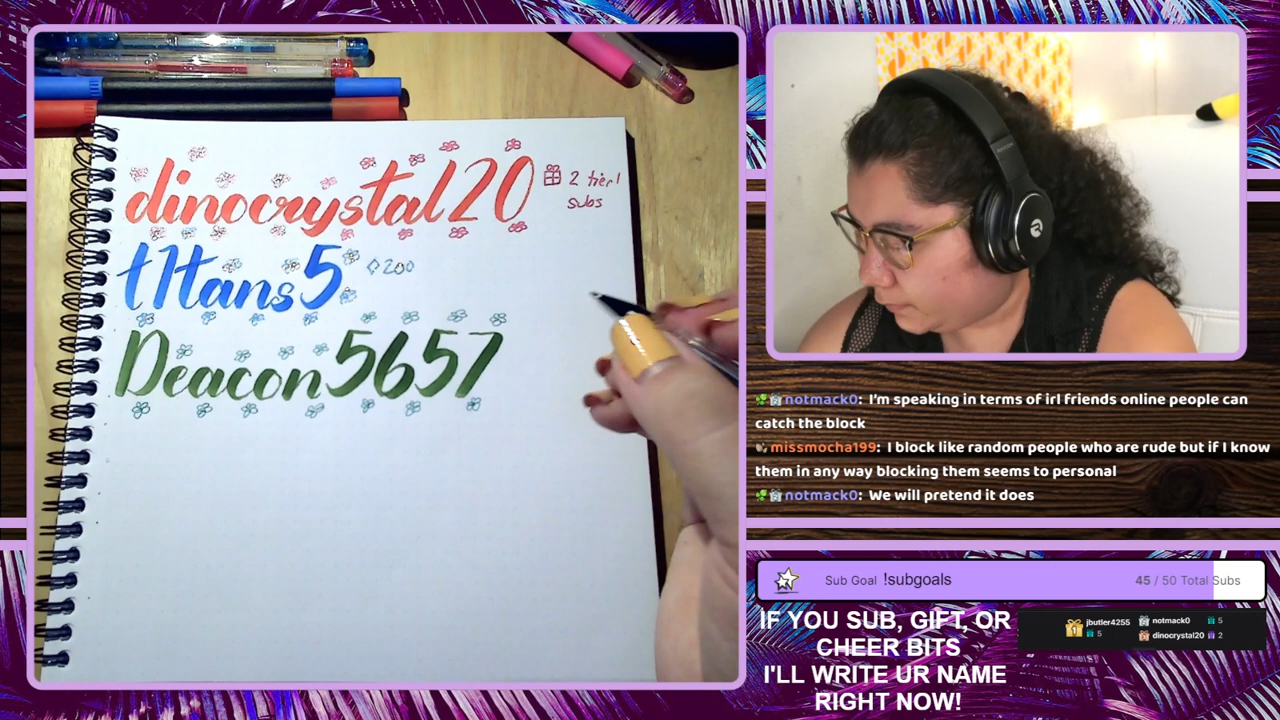 dinocrystal20
2 tier1
subs
t1tans5
200
Deacon5657
notmack0: I'm speaking in terms of irl friends online people can
catch the block
missmocha199: I block like random people who are rude but if I know
them in any way blocking them seems to personal
notmack0: We will pretend it does
Sub Goal !subgoals 45 / 50 Total Subs
IF YOU SUB, GIFT, OR
CHEER BITS
I'LL WRITE UR NAME
RIGHT NOW!
1 jbutler4255 5
notmack0 5
dinocrystal20 2